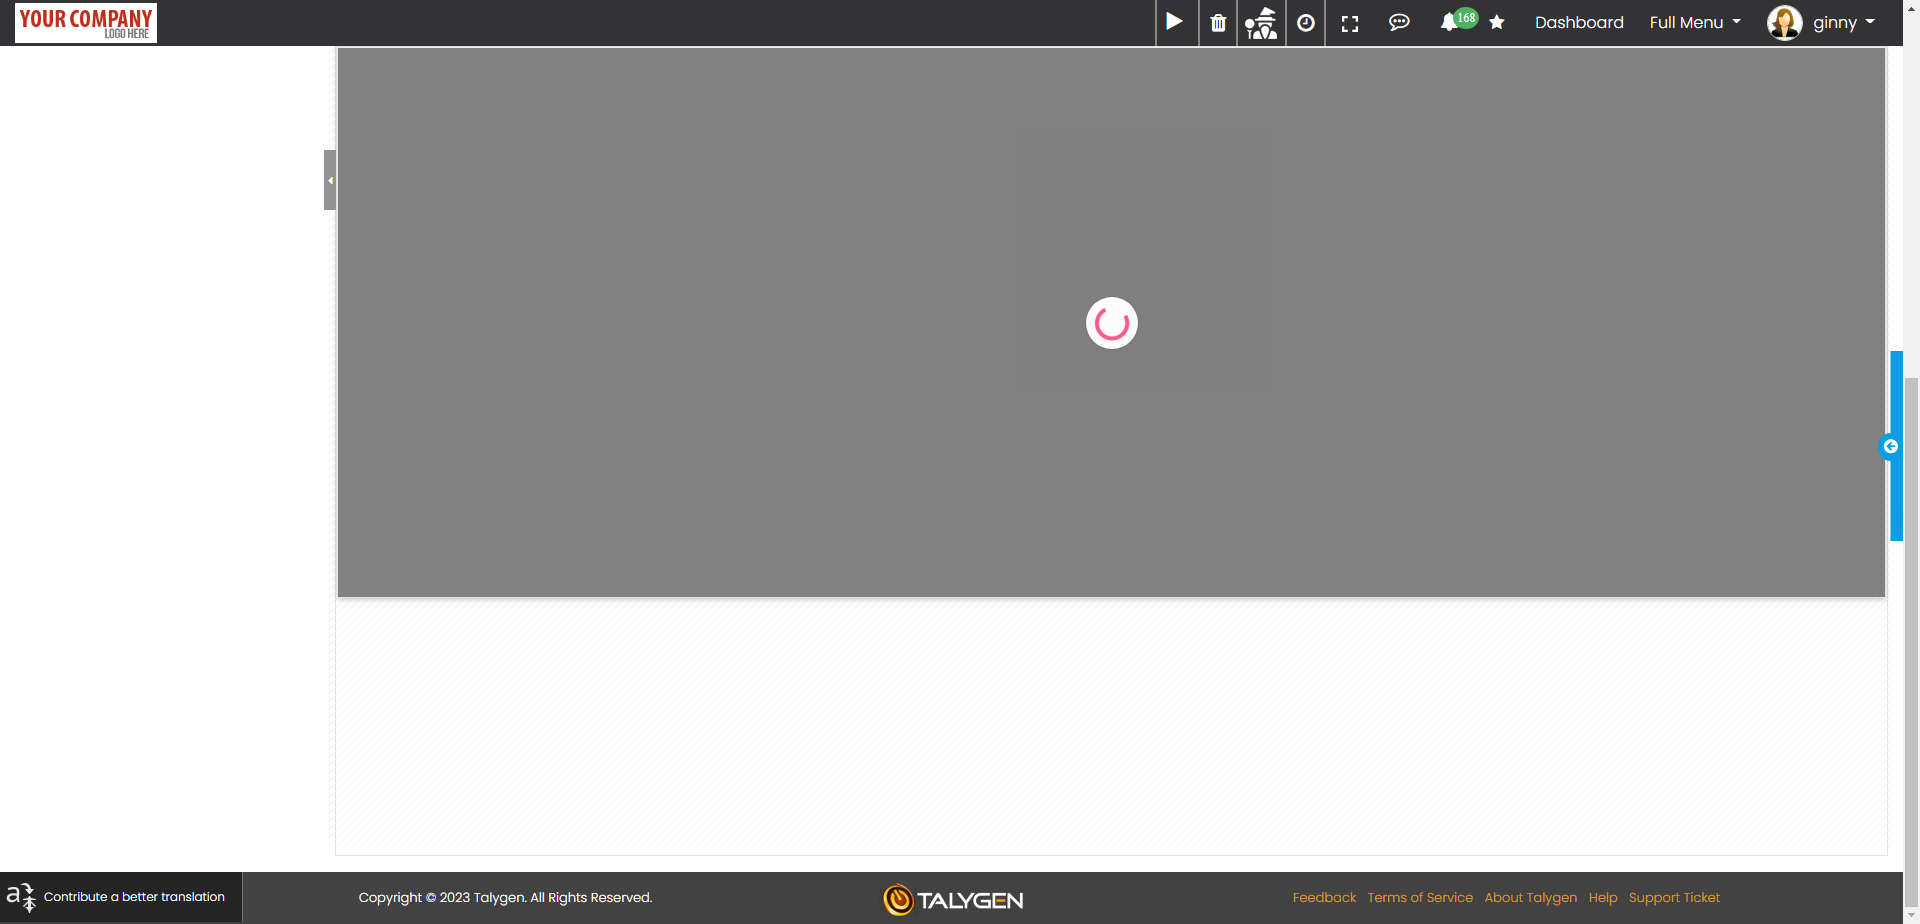 YOUR COMPANY
LOGO HERE
168
Dashboard
Full Menu
ginny
a
Contribute a better translation
Copyright © 2023 Talygen. All Rights Reserved.
TALYGEN
Feedback
Terms of Service
About Talygen
Help
Support Ticket